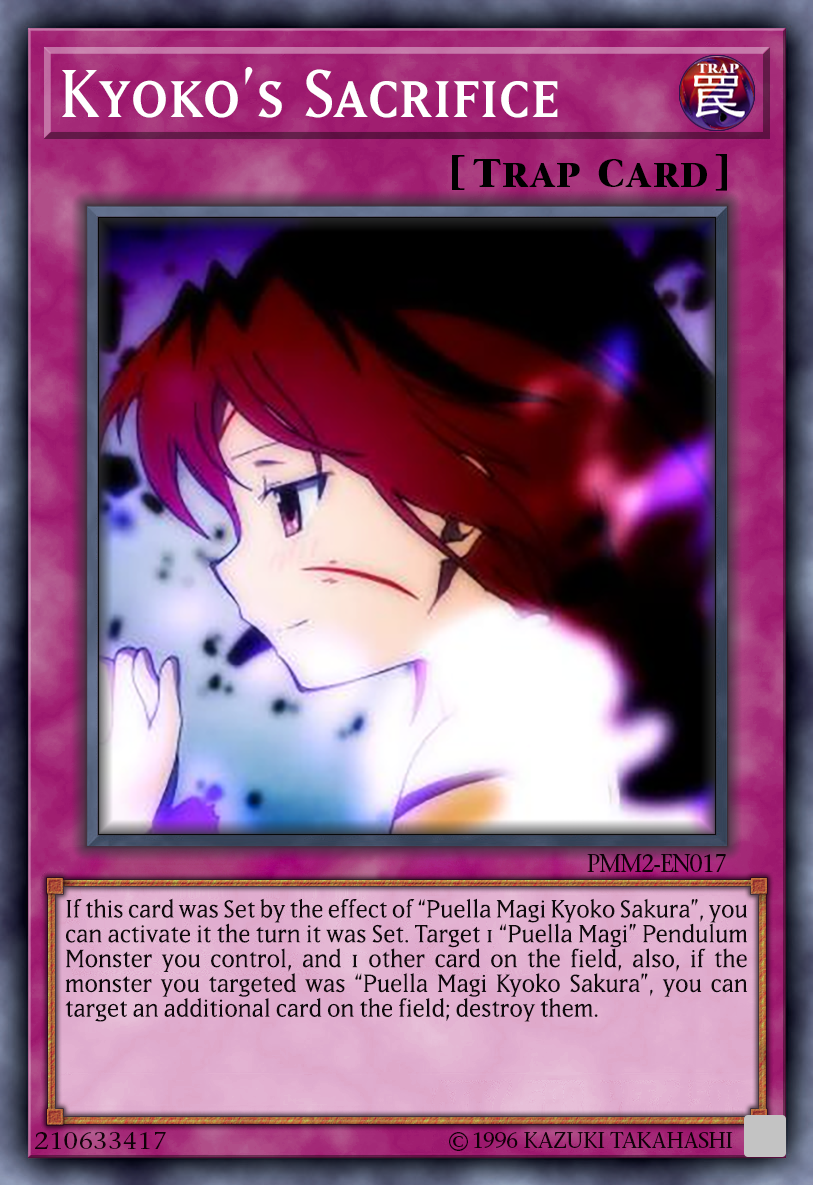 Kyoko's Sacrifice
TRAP
罠
[Trap Card]
PMM2-EN017
If this card was Set by the effect of “Puella Magi Kyoko Sakura”, you
can activate it the turn it was Set. Target 1 “Puella Magi” Pendulum
Monster you control, and 1 other card on the field, also, if the
monster you targeted was “Puella Magi Kyoko Sakura”, you can
target an additional card on the field; destroy them.
210633417
© 1996 KAZUKI TAKAHASHI